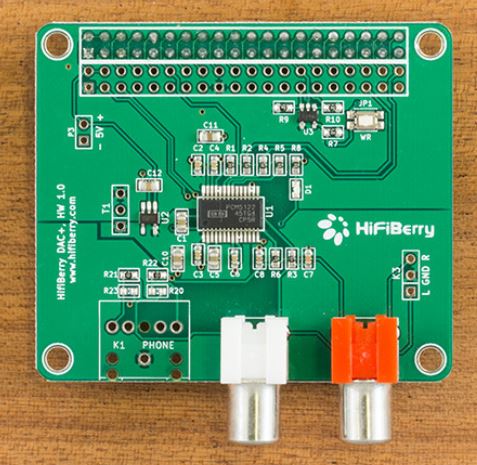 C11
R9
R10
U3
JP1
R7
WR
P3
+
5V
-
C2 C4 R1 R2 R4 R5 R8
D1
C12
T1
U2
PCM5122
U1
HiFiBerry
HiFiBerry DAC+, HW 1.0
www.hifiberry.com
C10
R21
R22
R23
R20
C3 C5
C8 R6 R3 C7
K3
L GND R
K1 PHONE